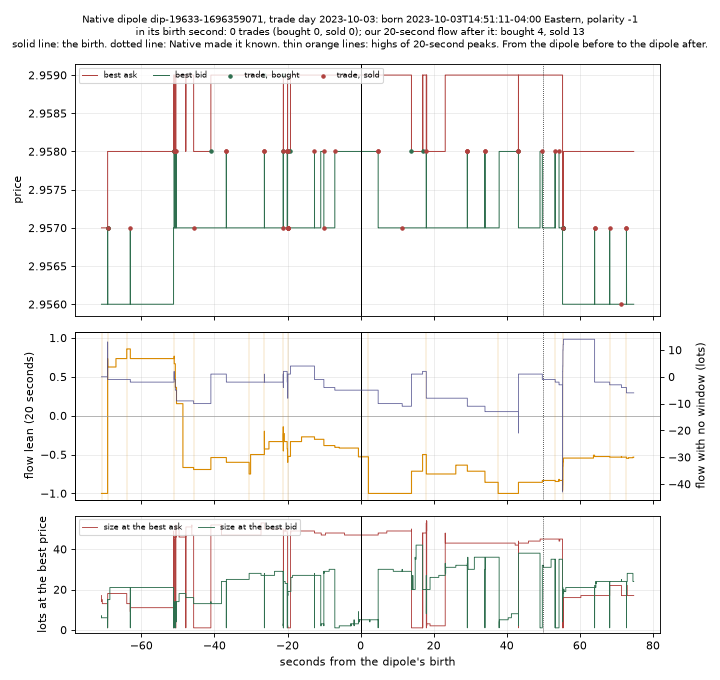 Native dipole dip-19633-1696359071, trade day 2023-10-03: born 2023-10-03T14:51:11-04:00 Eastern, polarity -1
in its birth second: 0 trades (bought 0, sold 0); our 20-second flow after it: bought 4, sold 13
solid line: the birth. dotted line: Native made it known. thin orange lines: highs of 20-second peaks. From the dipole before to the dipole after.
best ask
best bid
trade, bought
trade, sold
price
2.9590
2.9585
2.9580
2.9575
2.9570
2.9565
2.9560
flow lean (20 seconds)
1.0
0.5
0.0
−0.5
−1.0
10
0
−10
−20
−30
−40
flow with no window (lots)
size at the best ask
size at the best bid
lots at the best price
40
20
0
−60
−40
−20
0
20
40
60
80
seconds from the dipole's birth